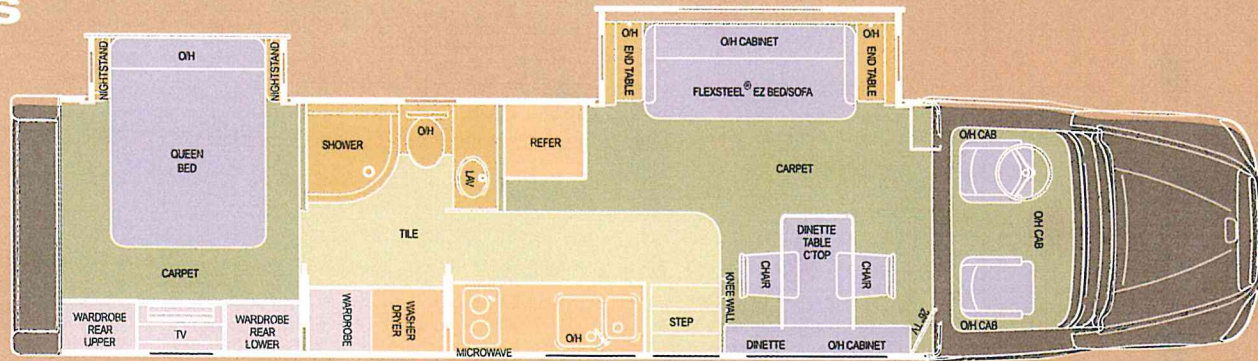 S
O/H
NIGHTSTAND
NIGHTSTAND
QUEEN
BED
CARPET
WARDROBE
REAR
UPPER
TV
WARDROBE
REAR
LOWER
SHOWER
O/H
LAV
TILE
WARDROBE
WASHER
DRYER
MICROWAVE
O/H
REFER
STEP
O/H
END TABLE
O/H CABINET
FLEXSTEEL® EZ BED/SOFA
O/H
END TABLE
CARPET
KNEE WALL
CHAIR
DINETTE
TABLE
C'TOP
CHAIR
DINETTE
O/H CABINET
26" TV
O/H CAB
O/H CAB
O/H CAB